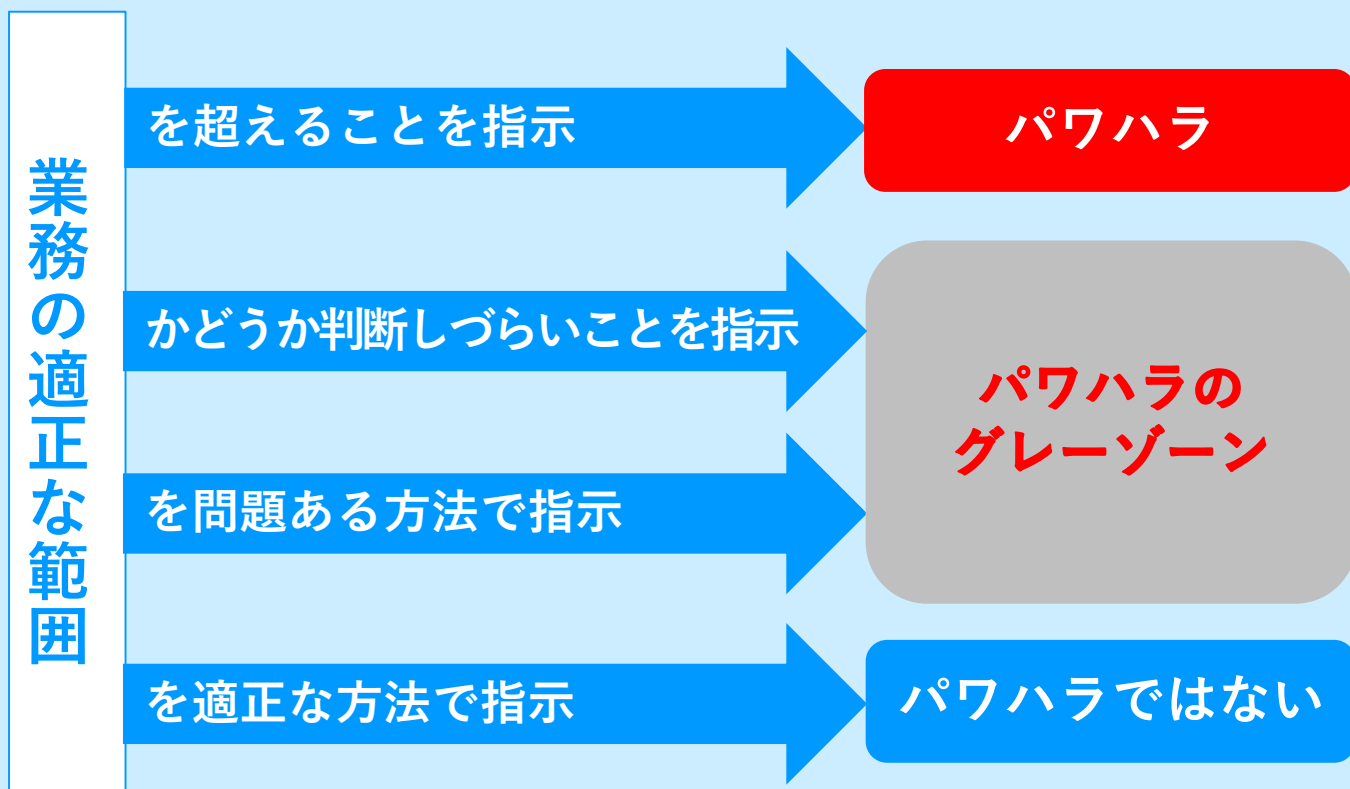 業務の適正な範囲
を超えることを指示
パワハラ
かどうか判断しづらいことを指示
を問題ある方法で指示
パワハラの
グレーゾーン
を適正な方法で指示
パワハラではない